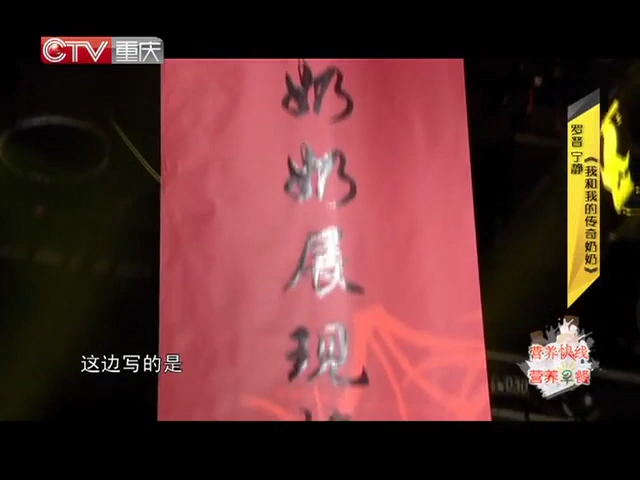 CTV重庆
奶奶展现
罗晋 宁静
《我和我的传奇奶奶》
这边写的是
营养快线
营养早餐